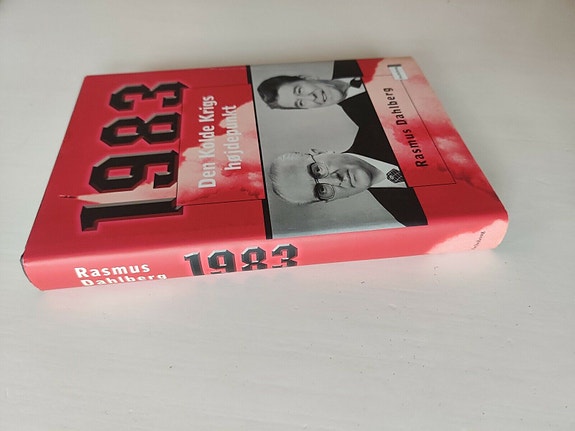 1983
Den Kolde Krigs
højdepunkt
Rasmus Dahlberg
Rasmus
Dahlberg
1983